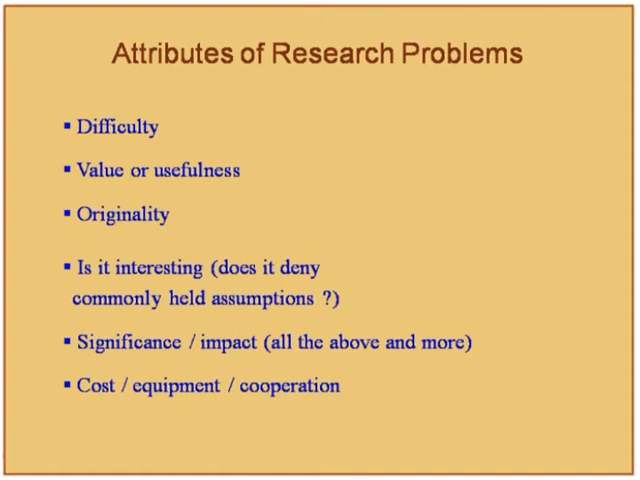 Attributes of Research Problems
▪ Difficulty
▪ Value or usefulness
▪ Originality
▪ Is it interesting (does it deny
commonly held assumptions ?)
▪ Significance / impact (all the above and more)
▪ Cost / equipment / cooperation